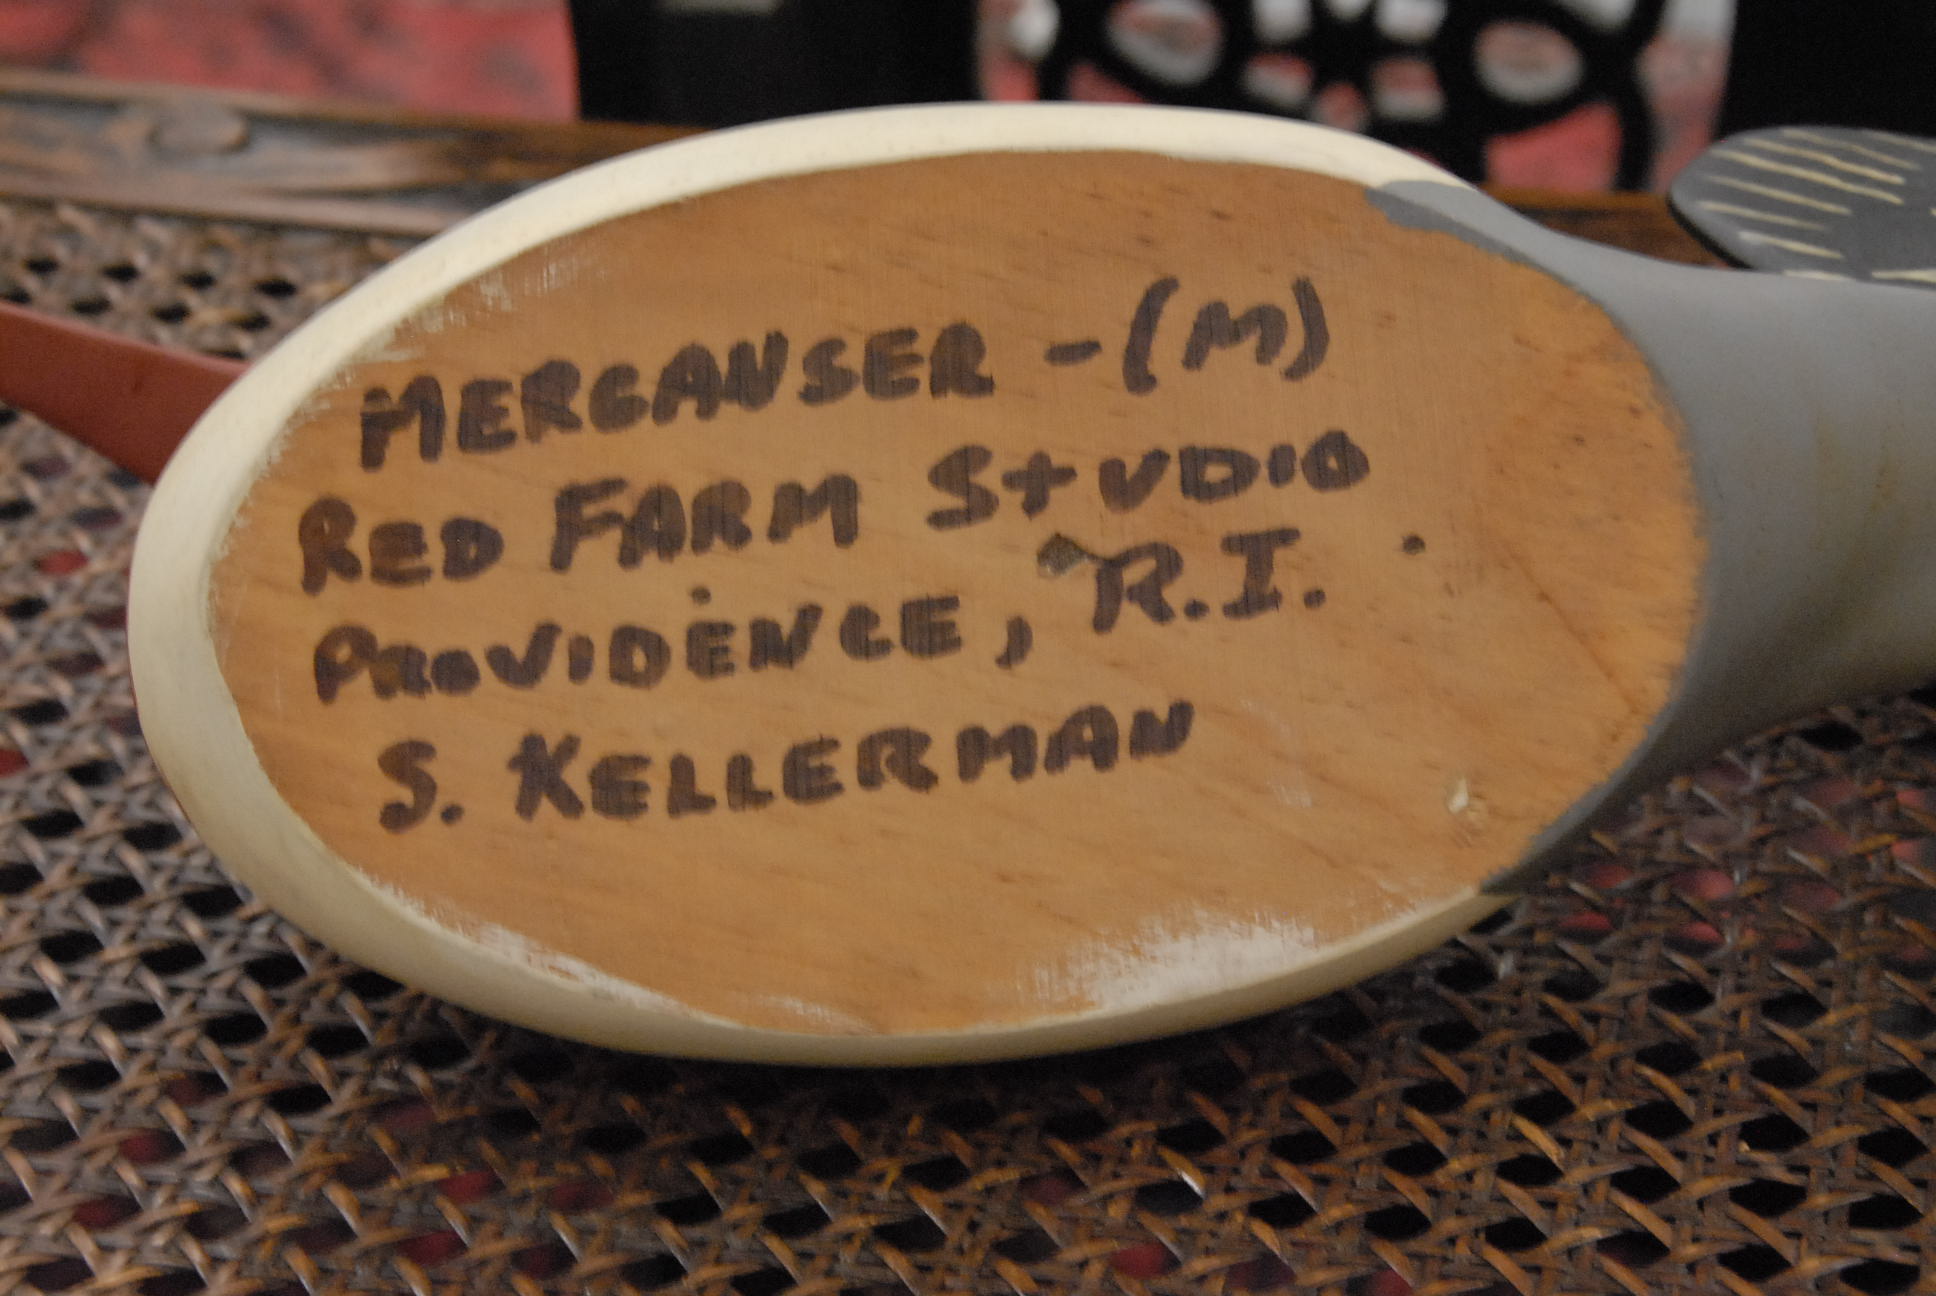 MERGANSER - (M)
RED FARM STUDIO
PROVIDENCE, R.I.
S. KELLERMAN